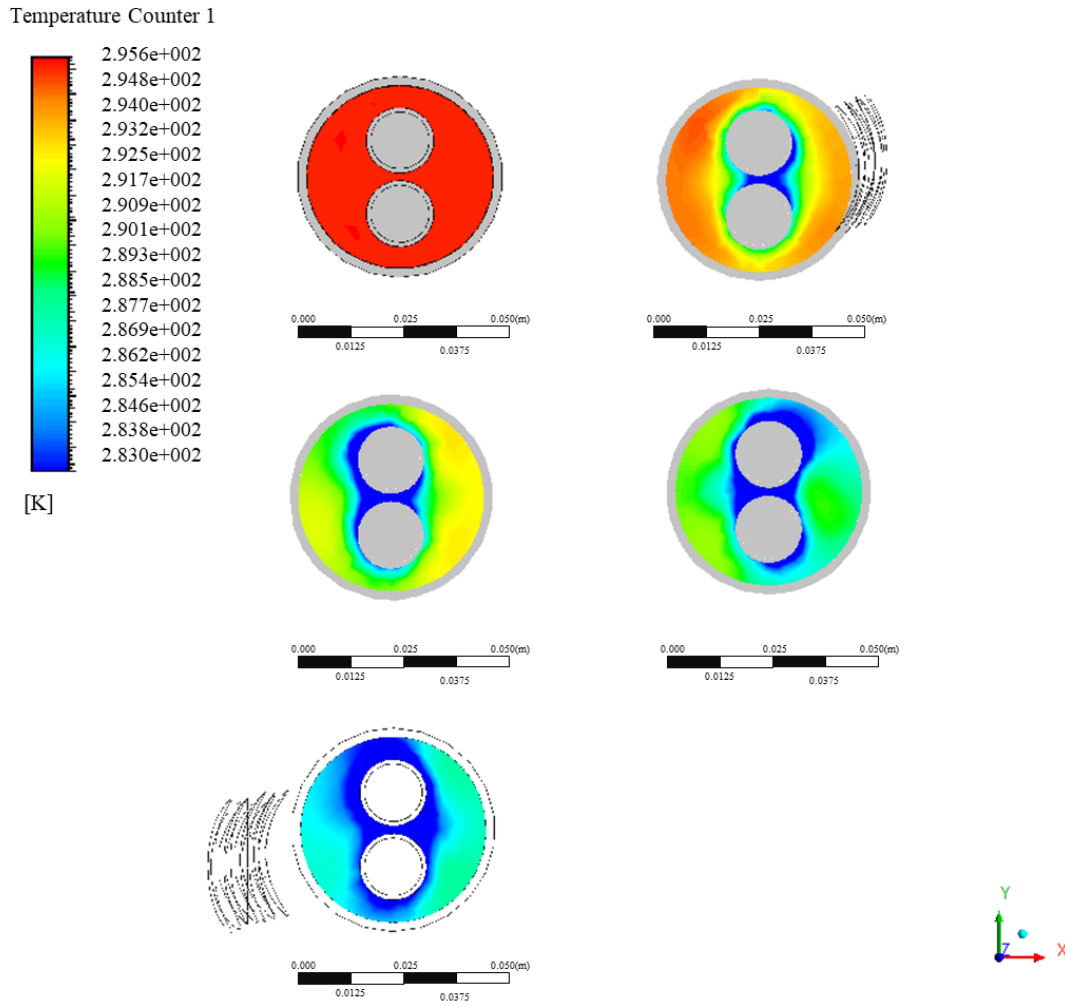 Temperature Counter 1
2.956e+002
2.948e+002
2.940e+002
2.932e+002
2.925e+002
2.917e+002
2.909e+002
2.901e+002
2.893e+002
2.885e+002
2.877e+002
2.869e+002
2.862e+002
2.854e+002
2.846e+002
2.838e+002
2.830e+002
[K]
0.000 0.025 0.050(m)
0.0125 0.0375
0.000 0.025 0.050(m)
0.0125 0.0375
0.000 0.025 0.050(m)
0.0125 0.0375
0.000 0.025 0.050(m)
0.0125 0.0375
0.000 0.025 0.050(m)
0.0125 0.0375
Y
Z X